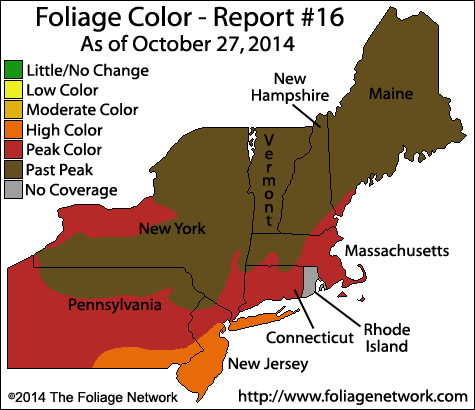 Foliage Color - Report #16
As of October 27, 2014
Little/No Change
Low Color
Moderate Color
High Color
Peak Color
Past Peak
No Coverage
New
Hampshire
Maine
Vermont
New York
Massachusetts
Pennsylvania
Connecticut
Rhode
Island
New Jersey
©2014 The Foliage Network
http://www.foliagenetwork.com